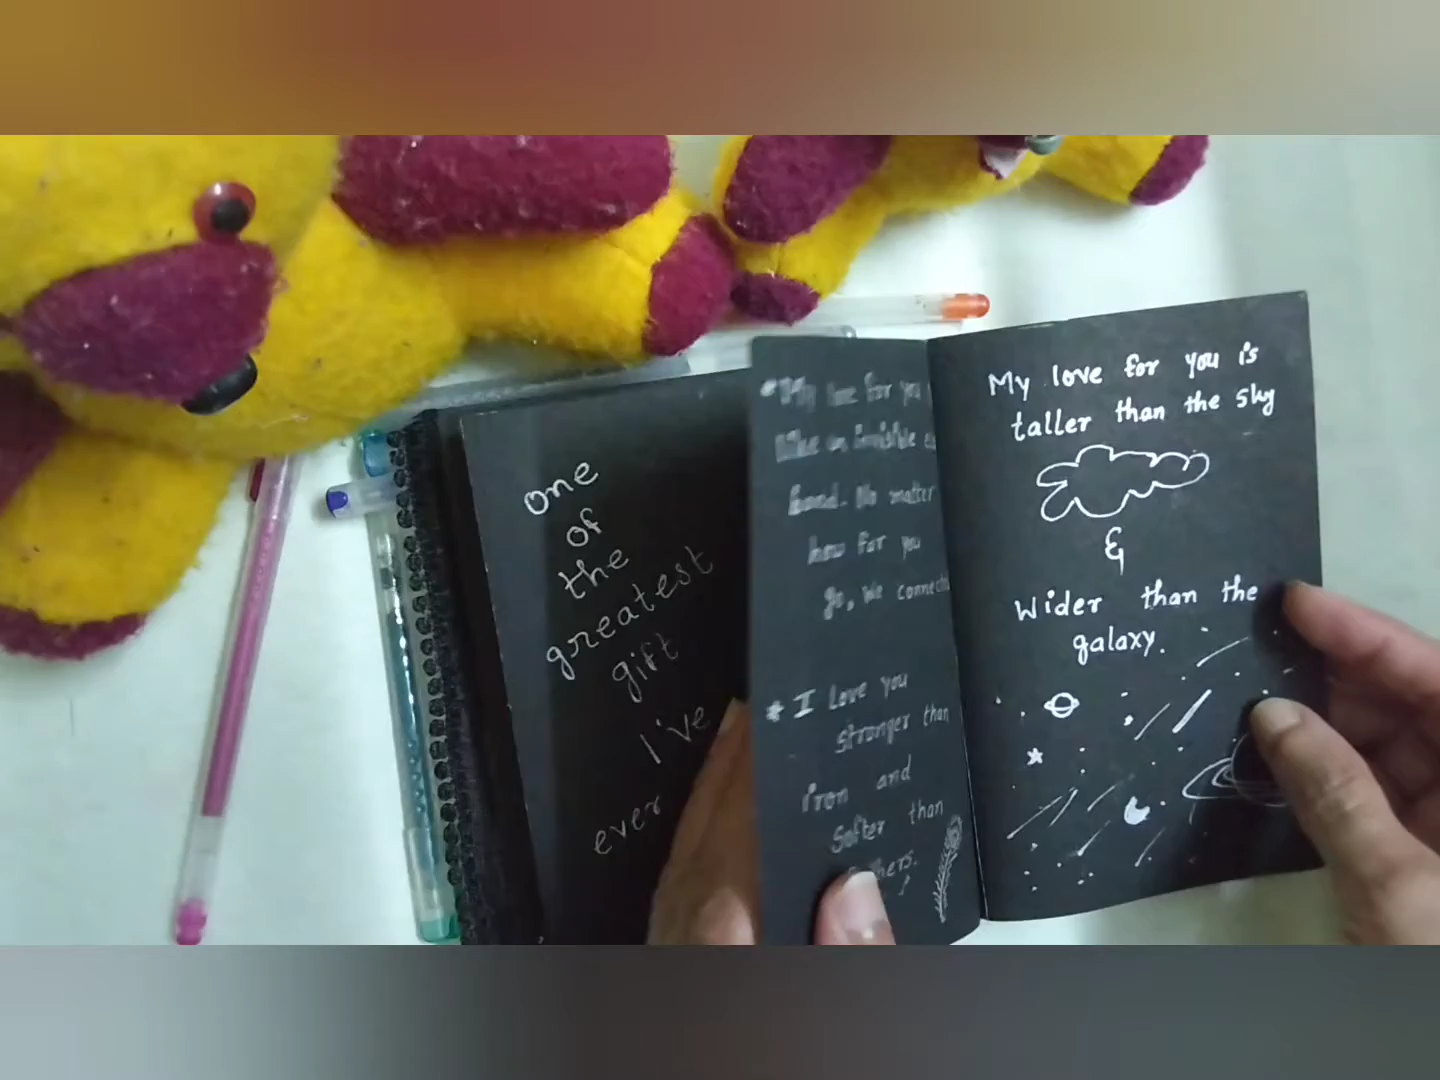 one
of
the
greatest
gift
I've
ever
My love for you
like an invisible
Bond. No matter
how far you
go, We
* I Love you
stronger than
iron and
Softer than
My love for you is
taller than the sky
&
Wider than the
galaxy.